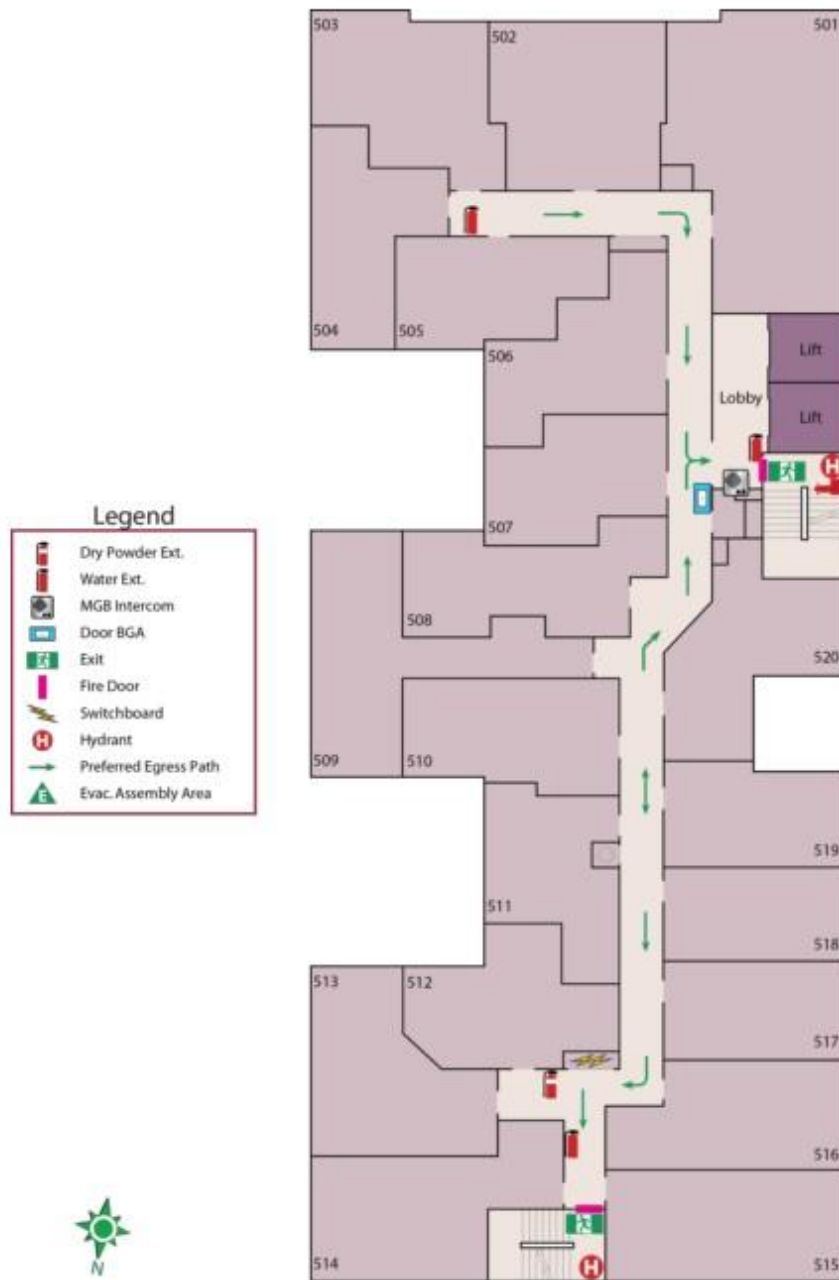 503
502
501
504
505
506
Lift
Lobby
Lift
H
507
508
520
509
510
519
511
518
513
512
517
516
514
H
515
Legend
Dry Powder Ext.
Water Ext.
MGB Intercom
Door BGA
Exit
Fire Door
Switchboard
H
Hydrant
Preferred Egress Path
E
Evac. Assembly Area
N